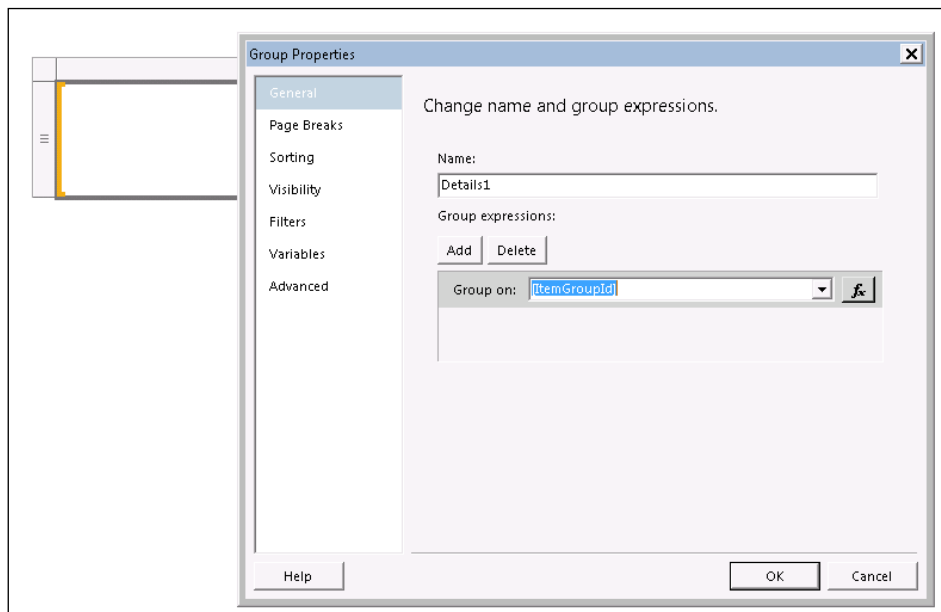 Group Properties
General
Page Breaks
Sorting
Visibility
Filters
Variables
Advanced
Change name and group expressions.
Name:
Details1
Group expressions:
Add Delete
Group on: [ItemGroupId] fx
Help OK Cancel